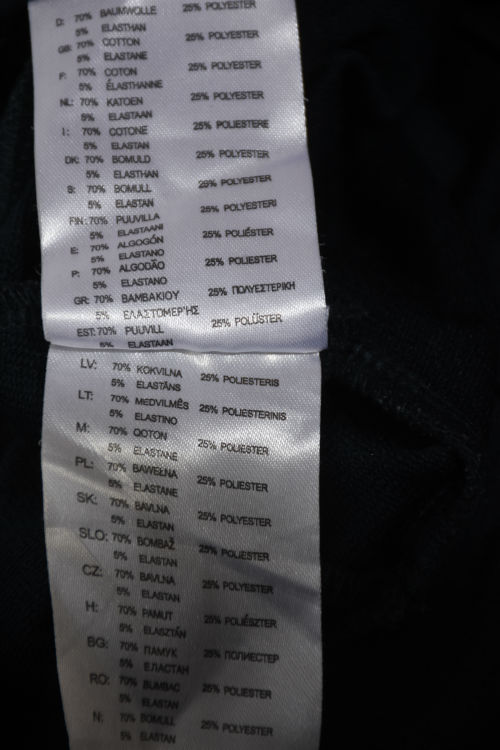 D: 70% BAUMWOLLE 25% POLYESTER
5% ELASTHAN
GB: 70% COTTON 25% POLYESTER
5% ELASTANE
F: 70% COTON 25% POLYESTER
5% ÉLASTHANNE
NL: 70% KATOEN 25% POLYESTER
5% ELASTAAN
I: 70% COTONE 25% POLIESTERE
5% ELASTAN
DK: 70% BOMULD 25% POLYESTER
5% ELASTHAN
S: 70% BOMULL 25% POLYESTER
5% ELASTAN
FIN: 70% PUUVILLA 25% POLYESTERI
5% ELASTAANI
E: 70% ALGOGÓN 25% POLIÉSTER
5% ELASTANO
P: 70% ALGODÃO 25% POLIÉSTER
5% ELASTANO
GR: 70% ΒΑΜΒΑΚΙΟΥ 25% ΠΟΛΥΕΣΤΕΡΙΚΗ
5% ΕΛΑΣΤΟΜΕΡΉΣ
EST: 70% PUUVILL 25% POLÜSTER
5% ELASTAAN
LV: 70% KOKVILNA 25% POLIESTERIS
5% ELASTĀNS
LT: 70% MEDVILMĖS 25% POLIESTERINIS
5% ELASTINO
M: 70% QOTON 25% POLIESTER
5% ELASTANE
PL: 70% BAWEŁNA 25% POLIESTER
5% ELASTANE
SK: 70% BAVLNA 25% POLYESTER
5% ELASTAN
SLO: 70% BOMBAŽ 25% POLIESTER
5% ELASTAN
CZ: 70% BAVLNA 25% POLYESTER
5% ELASTAN
H: 70% PAMUT 25% POLIÉSZTER
5% ELASZTÁN
BG: 70% ПАМУК 25% ПОЛИЕСТЕР
5% ЕЛАСТАН
RO: 70% BUMBAC 25% POLIESTER
5% ELASTAN
N: 70% BOMULL 25% POLYESTER
5% ELASTAN